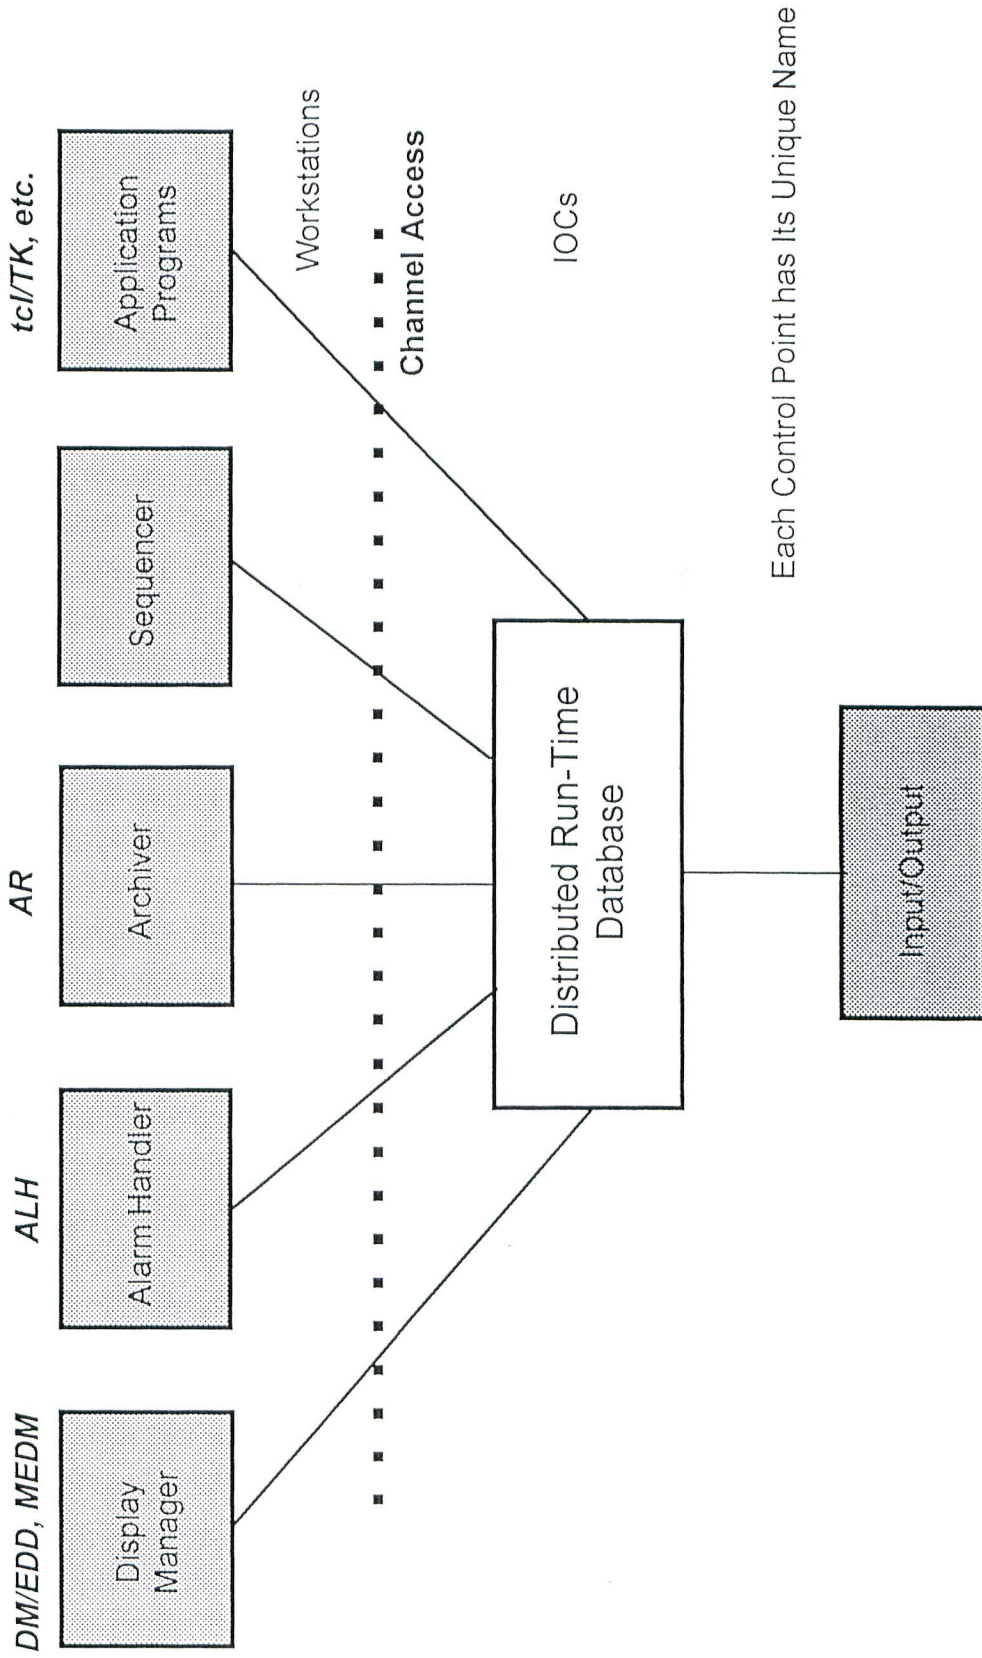 DM/EDD, MEDM
ALH
AR
tcl/TK, etc.
Display
Manager
Alarm Handler
Archiver
Sequencer
Application
Programs
Workstations
Channel Access
IOCs
Distributed Run-Time
Database
Each Control Point has Its Unique Name
Input/Output